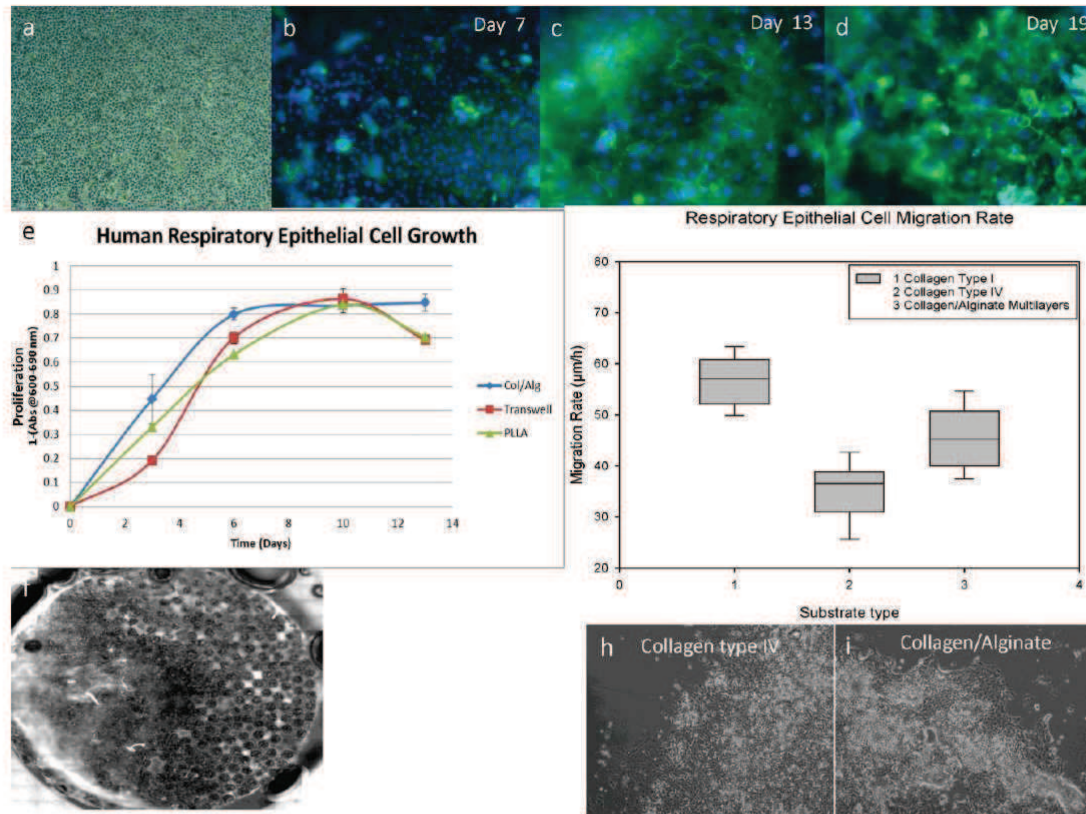 a
b
Day 7
c
Day 13
d
Day 19
e
Human Respiratory Epithelial Cell Growth
Proliferation
1-(Abs @600-690 nm)
1
0.9
0.8
0.7
0.6
0.5
0.4
0.3
0.2
0.1
0
0
2
4
6
8
10
12
14
Time (Days)
Col/Alg
Transwell
PLLA
Respiratory Epithelial Cell Migration Rate
1 Collagen Type I
2 Collagen Type IV
3 Collagen/Alginate Multilayers
Migration Rate (µm/h)
80
70
60
50
40
30
20
0
1
2
3
4
Substrate type
f
h
Collagen type IV
i
Collagen/Alginate